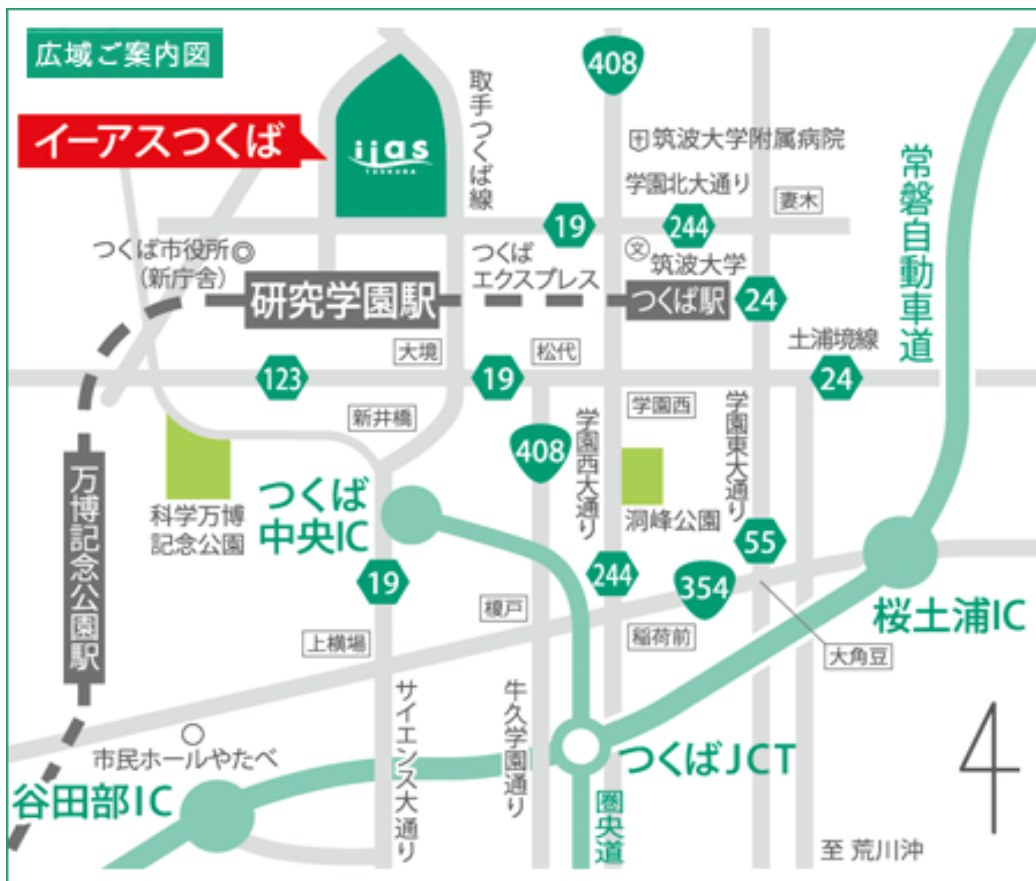 広域ご案内図
イーアスつくば
iias
TSUKUBA
取手つくば線
408
筑波大学附属病院
学園北大通り
妻木
常磐自動車道
19
244
つくば市役所
（新庁舎）
つくば
エクスプレス
文
筑波大学
研究学園駅
つくば駅
24
大境
松代
土浦境線
123
19
24
新井橋
学園西
学園西大通り
学園東大通り
408
万博記念公園駅
科学万博
記念公園
つくば
中央IC
洞峰公園
55
19
244
354
榎戸
桜土浦IC
上横場
稲荷前
大角豆
サイエンス大通り
牛久学園通り
市民ホールやたべ
つくばJCT
谷田部IC
圏央道
至 荒川沖